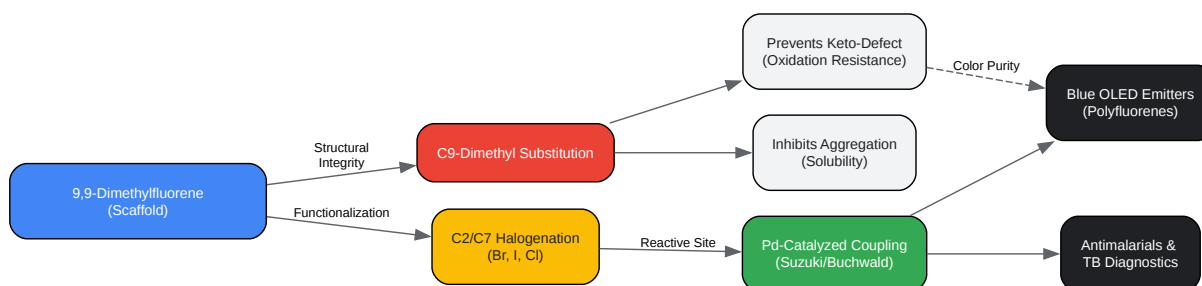 9,9-Dimethylfluorene
(Scaffold)
Structural
Integrity
Functionalization
C9-Dimethyl Substitution
C2/C7 Halogenation
(Br, I, Cl)
Reactive Site
Prevents Keto-Defect
(Oxidation Resistance)
Inhibits Aggregation
(Solubility)
Pd-Catalyzed Coupling
(Suzuki/Buchwald)
Color Purity
Blue OLED Emitters
(Polyfluorenes)
Antimalarials &
TB Diagnostics